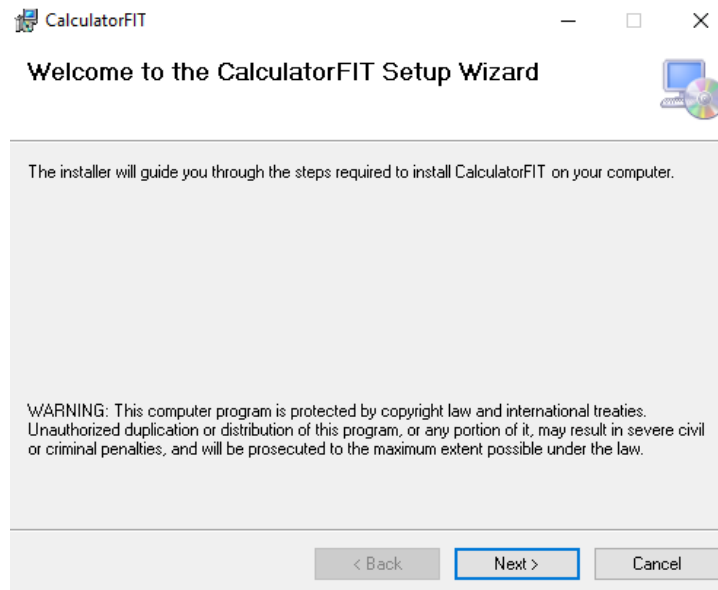 CalculatorFIT
Welcome to the CalculatorFIT Setup Wizard
The installer will guide you through the steps required to install CalculatorFIT on your computer.
WARNING: This computer program is protected by copyright law and international treaties.
Unauthorized duplication or distribution of this program, or any portion of it, may result in severe civil
or criminal penalties, and will be prosecuted to the maximum extent possible under the law.
< Back Next > Cancel